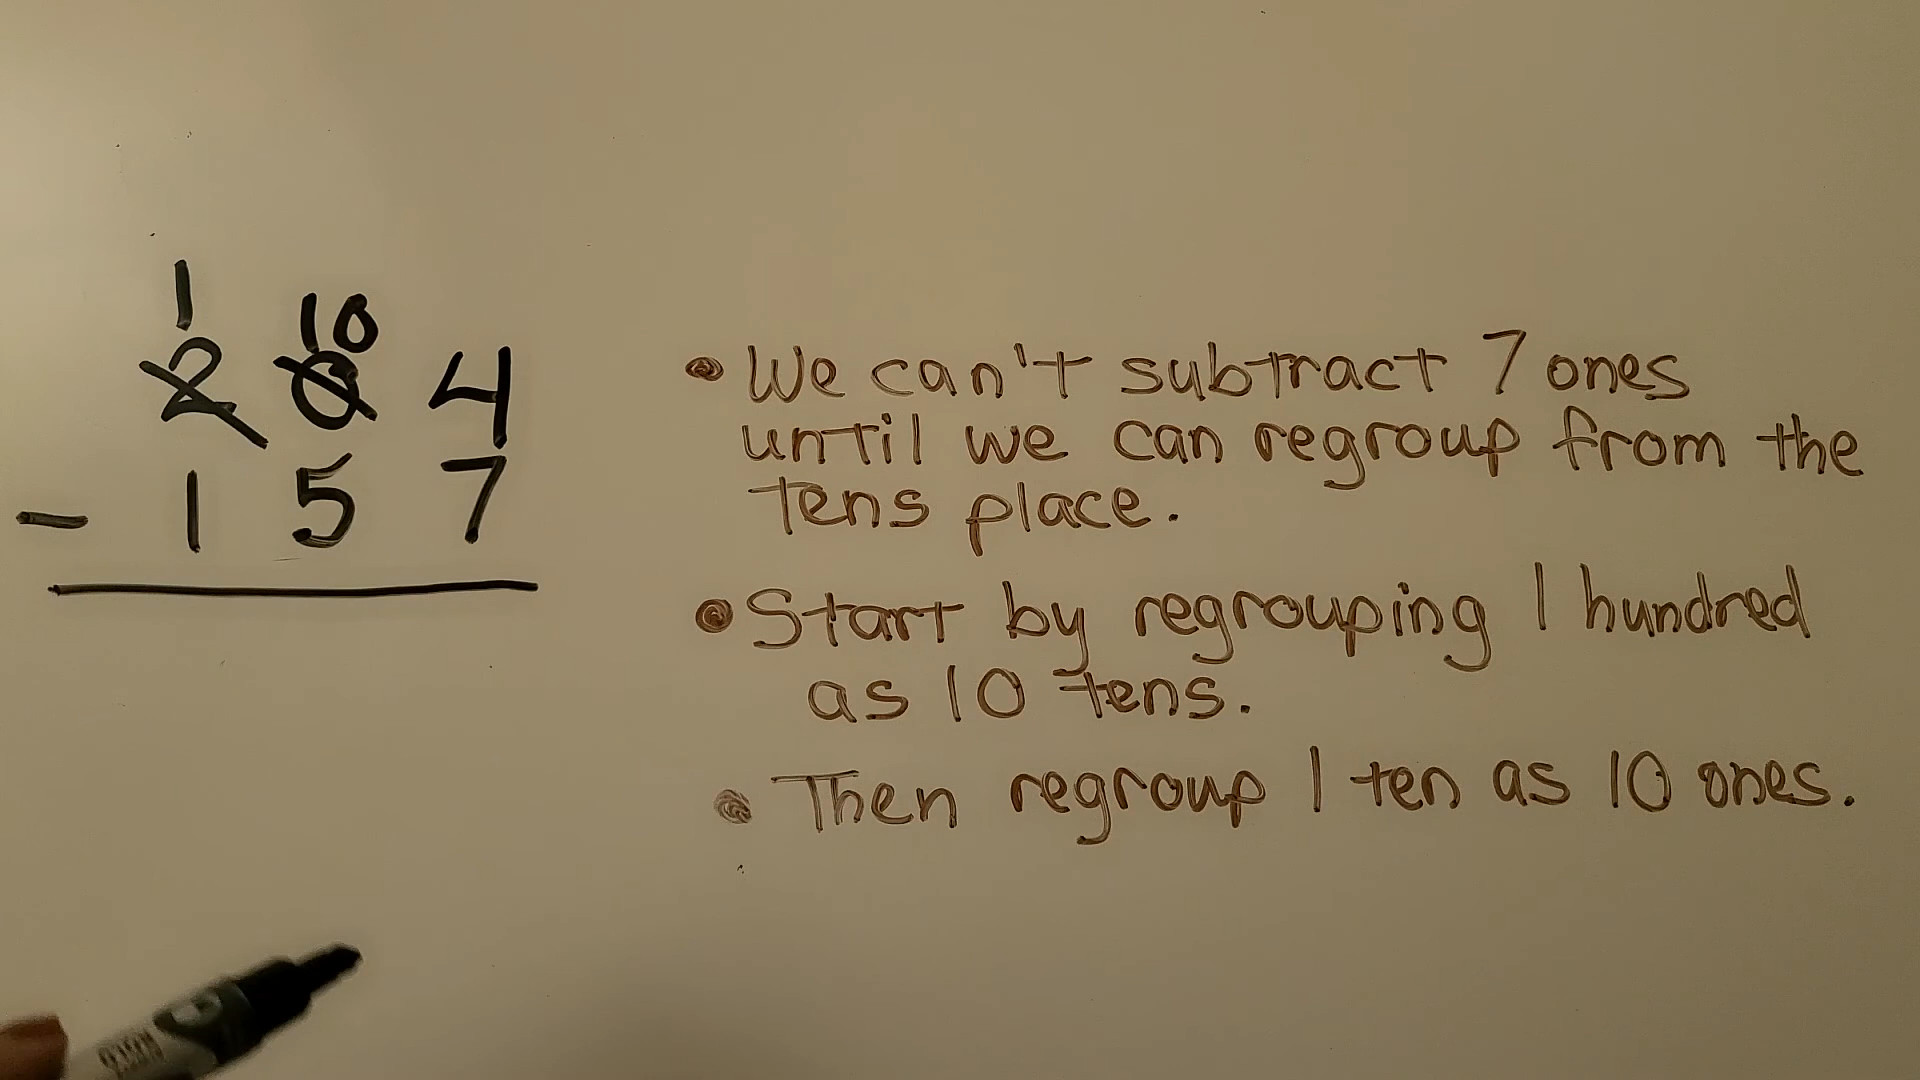 1 10
2 0 4
- 1 5 7
• We can't subtract 7 ones
until we can regroup from the
tens place.
• Start by regrouping 1 hundred
as 10 tens.
• Then regroup 1 ten as 10 ones.